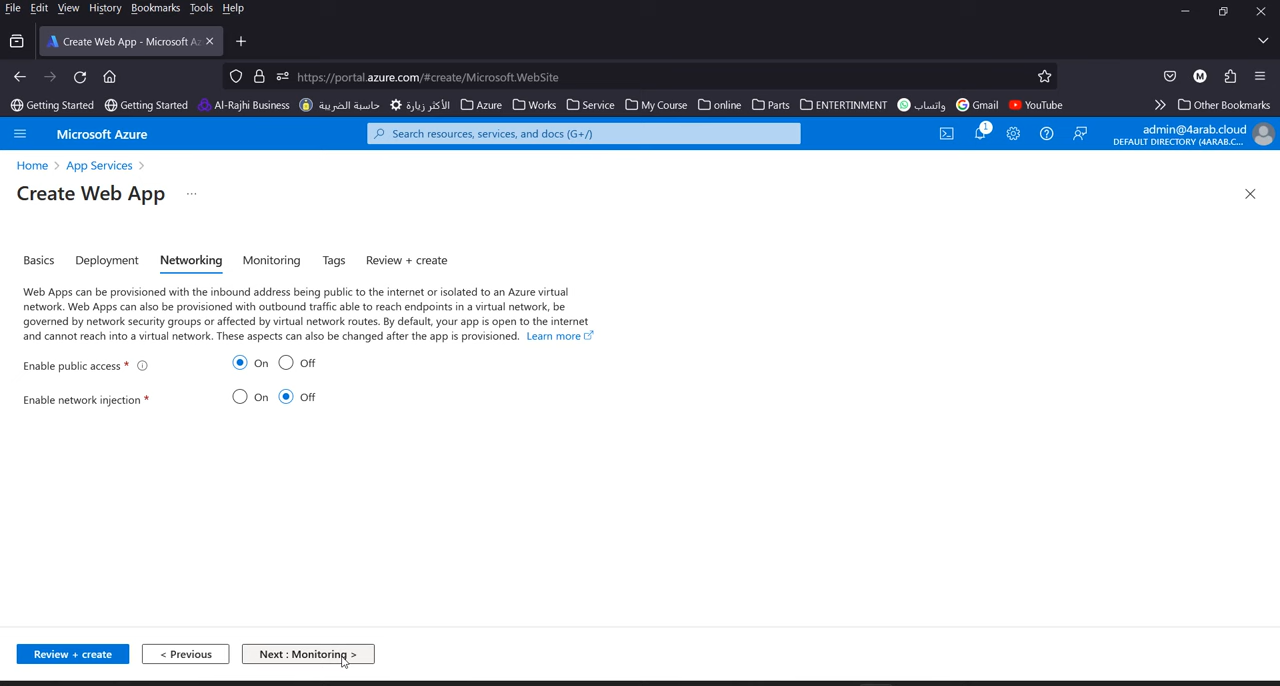 File Edit View History Bookmarks Tools Help
Create Web App - Microsoft Az
https://portal.azure.com/#create/Microsoft.WebSite
M
Getting Started Getting Started Al-Rajhi Business حاسبة الضريبة الأكثر زيارة Azure Works Service My Course online Parts ENTERTINMENT واتساب Gmail YouTube Other Bookmarks
Microsoft Azure
Search resources, services, and docs (G+/)
1
admin@4arab.cloud
DEFAULT DIRECTORY (4ARAB.C...
Home > App Services >
Create Web App ...
Basics Deployment Networking Monitoring Tags Review + create
Web Apps can be provisioned with the inbound address being public to the internet or isolated to an Azure virtual
network. Web Apps can also be provisioned with outbound traffic able to reach endpoints in a virtual network, be
governed by network security groups or affected by virtual network routes. By default, your app is open to the internet
and cannot reach into a virtual network. These aspects can also be changed after the app is provisioned. Learn more
Enable public access * On Off
Enable network injection * On Off
Review + create < Previous Next : Monitoring >